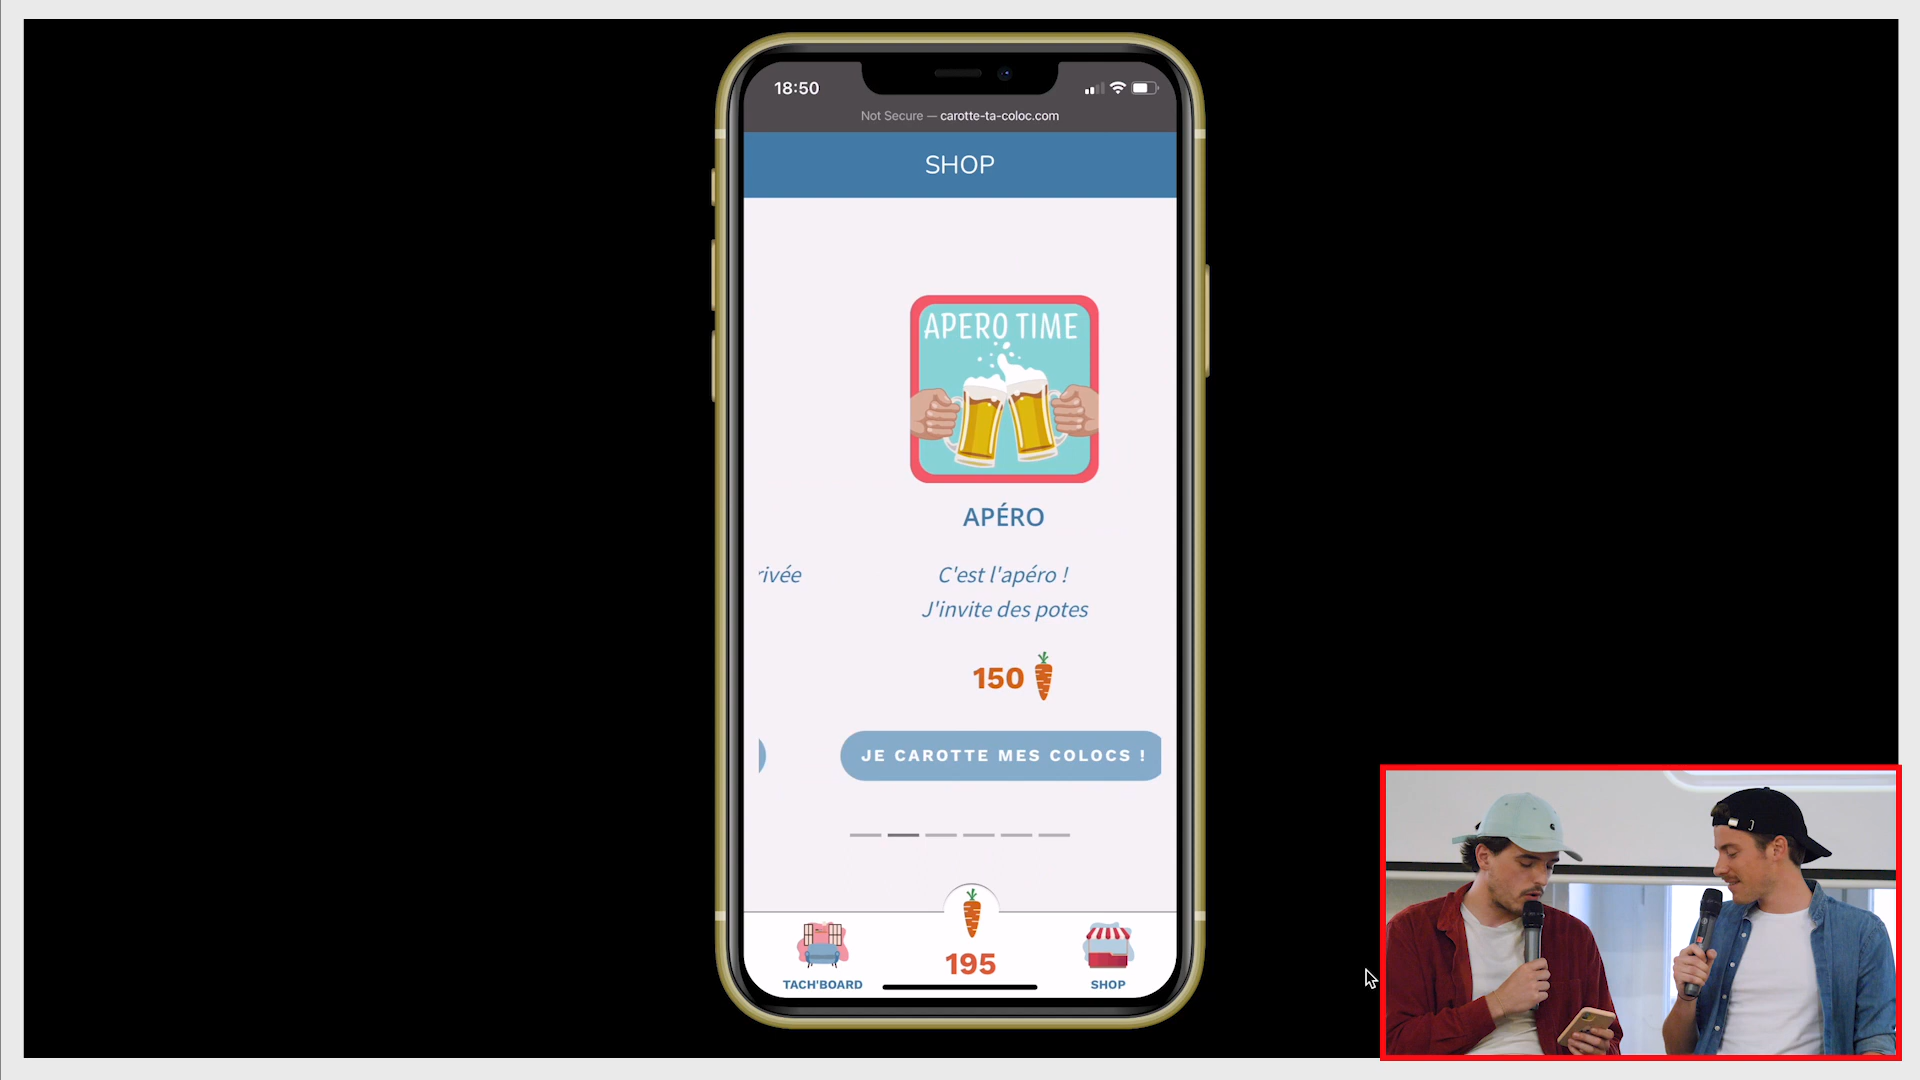 18:50
Not Secure — carotte-ta-coloc.com
SHOP
APERO TIME
APÉRO
rivée
C'est l'apéro !
J'invite des potes
150
JE CAROTTE MES COLOCS !
195
TACH'BOARD
SHOP